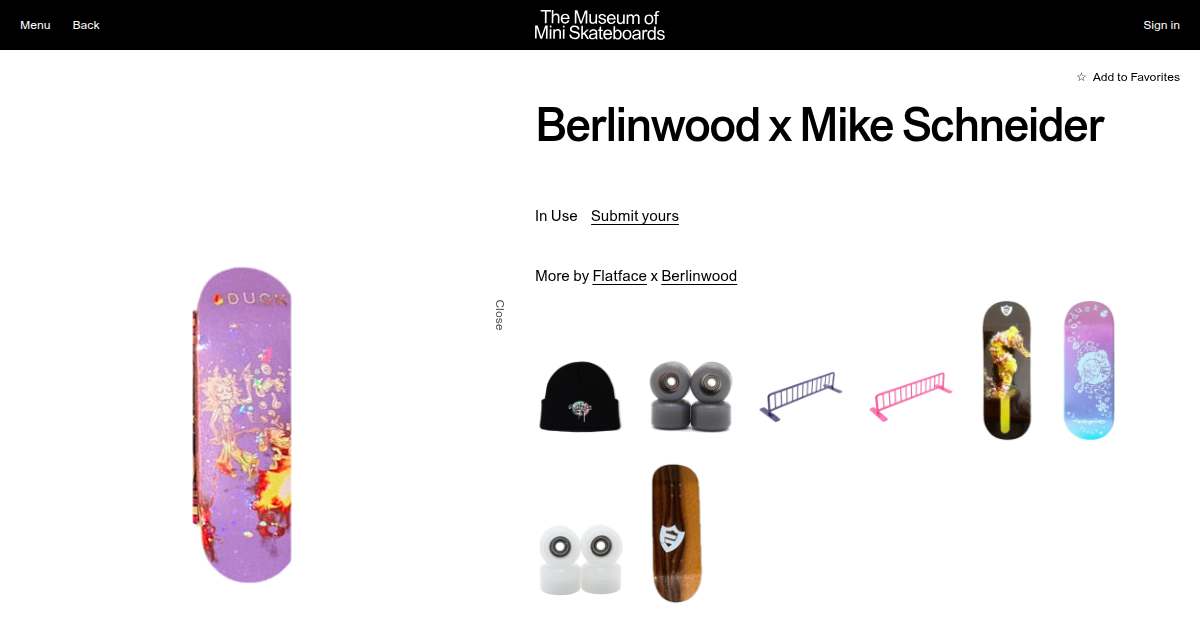 Menu
Back
The Museum of
Mini Skateboards
Sign in
☆ Add to Favorites
Berlinwood x Mike Schneider
In Use
Submit yours
More by Flatface x Berlinwood
Close
DUCK